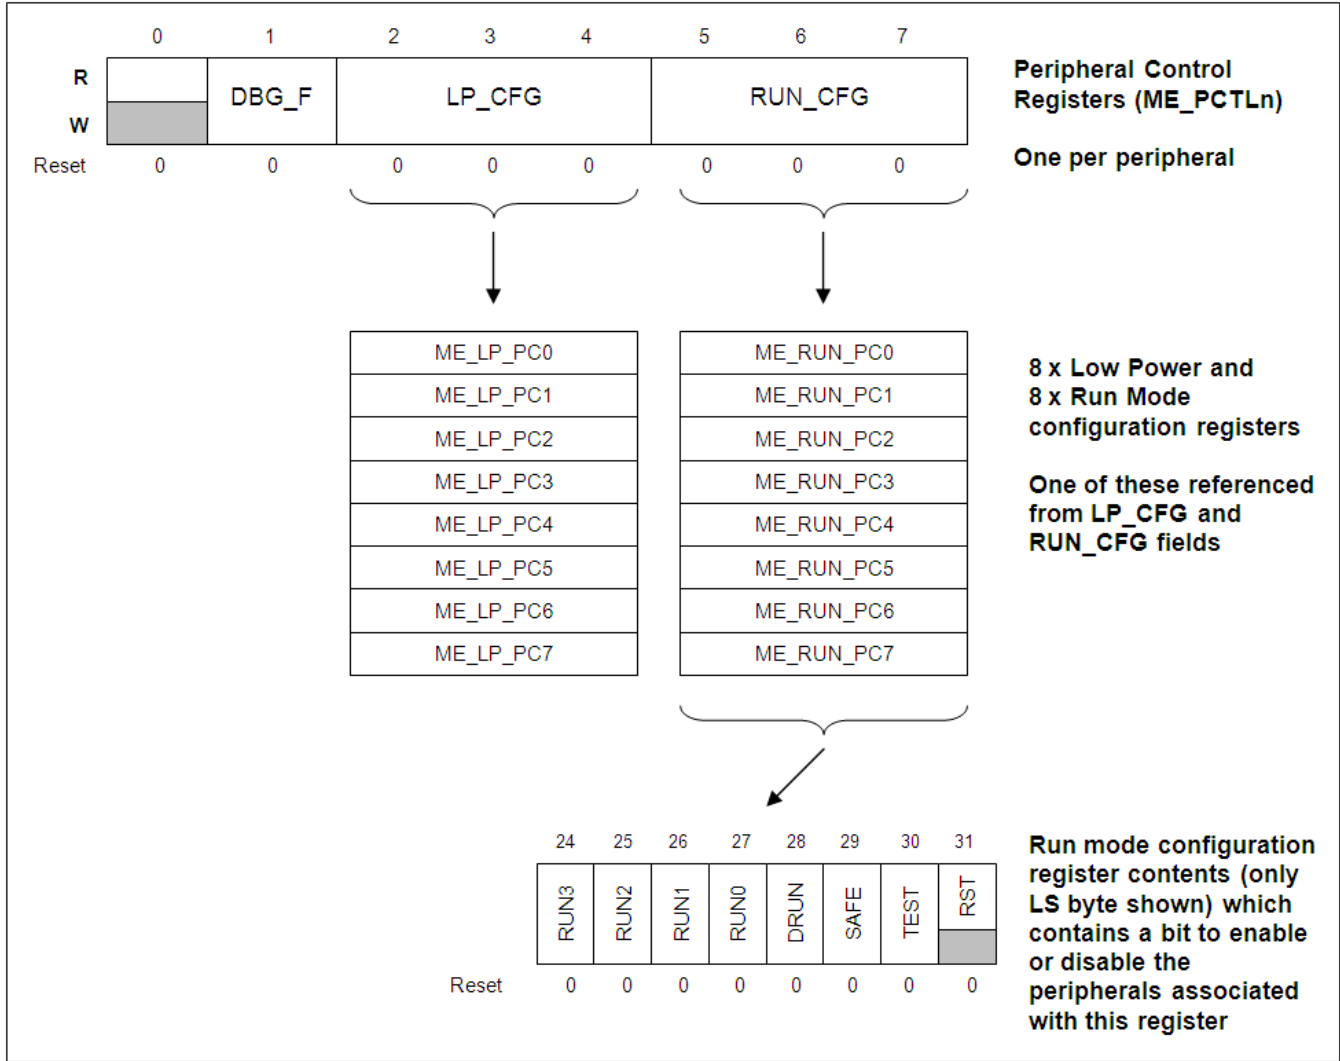 0 1 2 3 4 5 6 7
R
W
DBG_F LP_CFG RUN_CFG
Reset 0 0 0 0 0 0 0 0
Peripheral Control
Registers (ME_PCTLn)
One per peripheral
ME_LP_PC0
ME_LP_PC1
ME_LP_PC2
ME_LP_PC3
ME_LP_PC4
ME_LP_PC5
ME_LP_PC6
ME_LP_PC7
ME_RUN_PC0
ME_RUN_PC1
ME_RUN_PC2
ME_RUN_PC3
ME_RUN_PC4
ME_RUN_PC5
ME_RUN_PC6
ME_RUN_PC7
8 x Low Power and
8 x Run Mode
configuration registers
One of these referenced
from LP_CFG and
RUN_CFG fields
24 25 26 27 28 29 30 31
RUN3 RUN2 RUN1 RUN0 DRUN SAFE TEST RST
Reset 0 0 0 0 0 0 0 0
Run mode configuration
register contents (only
LS byte shown) which
contains a bit to enable
or disable the
peripherals associated
with this register